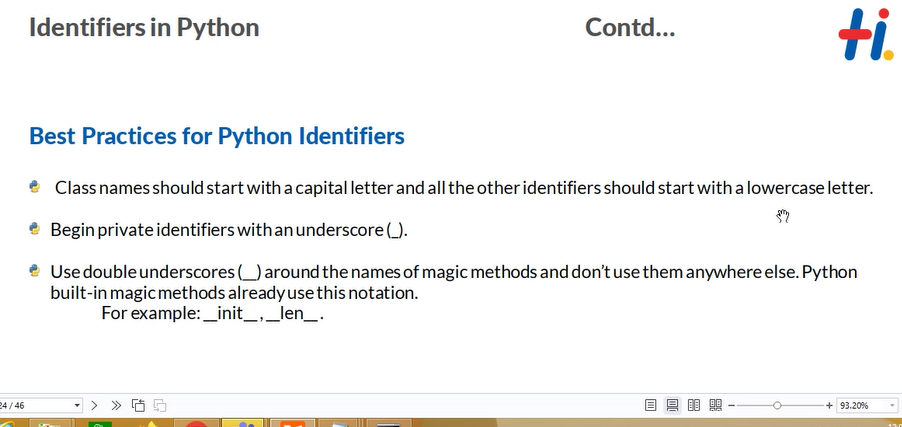 Identifiers in Python Contd...
Hi.
Best Practices for Python Identifiers
Class names should start with a capital letter and all the other identifiers should start with a lowercase letter.
Begin private identifiers with an underscore (_).
Use double underscores (__) around the names of magic methods and don't use them anywhere else. Python
built-in magic methods already use this notation.
For example: __init__, __len__.
24 / 46
93.20%